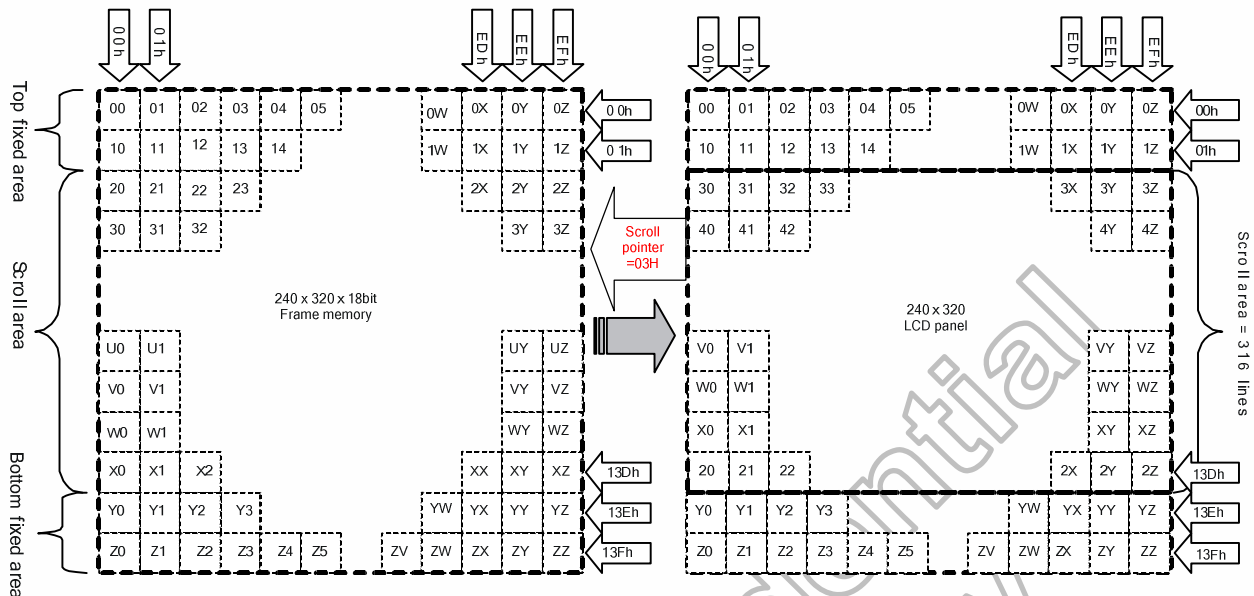 00h 01h EDh EEh EFh 00h 01h EDh EEh EFh
Top fixed area
00 01 02 03 04 05 0W 0X 0Y 0Z 00h 00 01 02 03 04 05 0W 0X 0Y 0Z 00h
10 11 12 13 14 1W 1X 1Y 1Z 01h 10 11 12 13 14 1W 1X 1Y 1Z 01h
20 21 22 23 2X 2Y 2Z 30 31 32 33 3X 3Y 3Z
30 31 32 3Y 3Z 40 41 42 4Y 4Z
Scroll
pointer
=03H
Scroll area
240 x 320 x 18bit
Frame memory
240 x 320
LCD panel
Scroll area = 316 lines
U0 U1 UY UZ V0 V1 VY VZ
V0 V1 VY VZ W0 W1 WY WZ
W0 W1 WY WZ X0 X1 XY XZ
X0 X1 X2 XX XY XZ 13Dh 20 21 22 2X 2Y 2Z 13Dh
Bottom fixed area
Y0 Y1 Y2 Y3 YW YX YY YZ 13Eh Y0 Y1 Y2 Y3 YW YX YY YZ 13Eh
Z0 Z1 Z2 Z3 Z4 Z5 ZV ZW ZX ZY ZZ 13Fh Z0 Z1 Z2 Z3 Z4 Z5 ZV ZW ZX ZY ZZ 13Fh